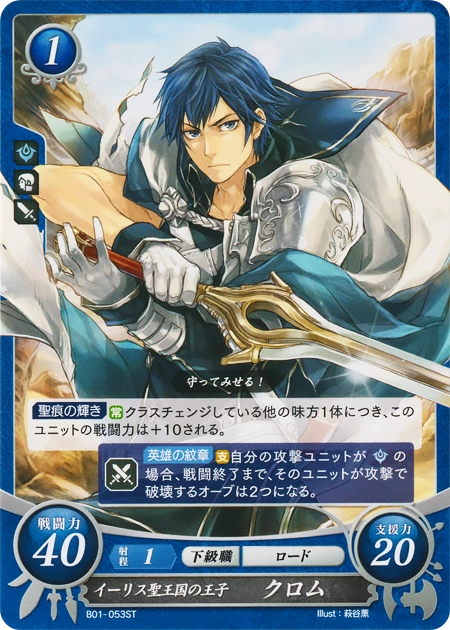 1
守ってみせる！
聖痕の輝き 常 クラスチェンジしている他の味方1体につき、この
ユニットの戦闘力は＋10される。
英雄の紋章 支 自分の攻撃ユニットが の
場合、戦闘終了まで、そのユニットが攻撃で
破壊するオーブは2つになる。
戦闘力
40
射程 1 下級職 ロード
支援力
20
イーリス聖王国の王子 クロム
B01-053ST Illust：萩谷薫